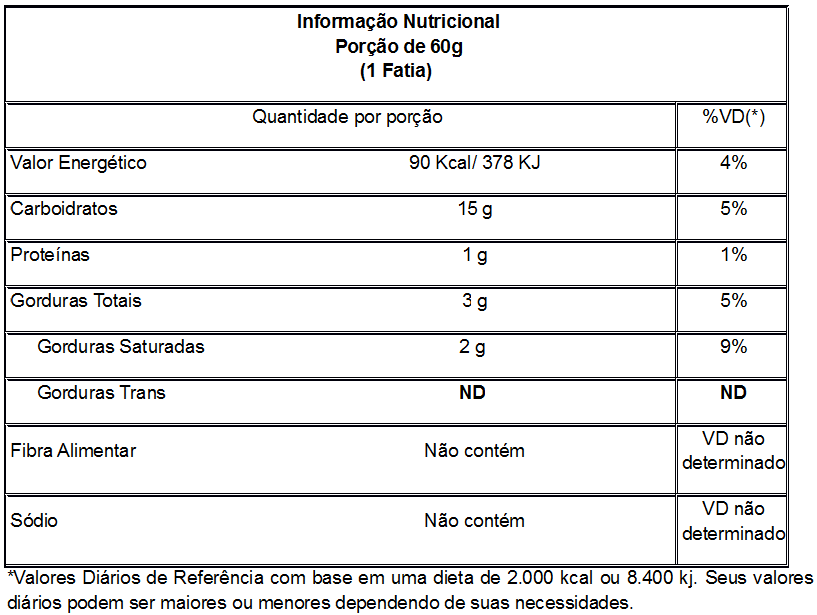 Informação Nutricional
Porção de 60g
(1 Fatia)
Quantidade por porção %VD(*)
Valor Energético 90 Kcal/ 378 KJ 4%
Carboidratos 15 g 5%
Proteínas 1 g 1%
Gorduras Totais 3 g 5%
Gorduras Saturadas 2 g 9%
Gorduras Trans ND ND
Fibra Alimentar Não contém VD não
determinado
Sódio Não contém VD não
determinado
*Valores Diários de Referência com base em uma dieta de 2.000 kcal ou 8.400 kj. Seus valores
diários podem ser maiores ou menores dependendo de suas necessidades.